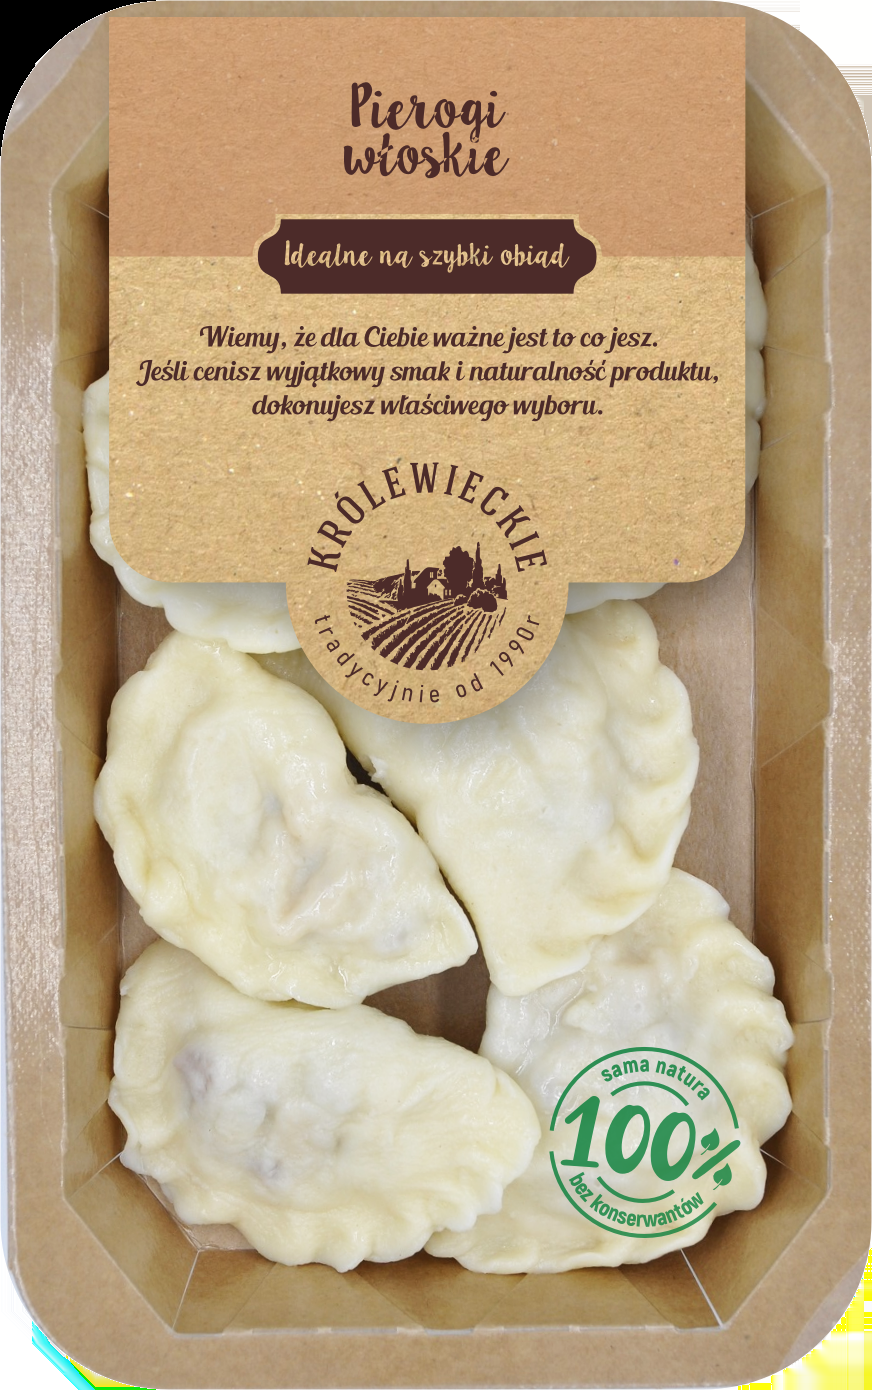 Pierogi
włoskie
Idealne na szybki obiad
Wiemy, że dla Ciebie ważne jest to co jesz.
Jeśli cenisz wyjątkowy smak i naturalność produktu,
dokonujesz właściwego wyboru.
KRÓLEWIECKIE
tradycyjnie od 1990r
sama natura
100%
bez konserwantów